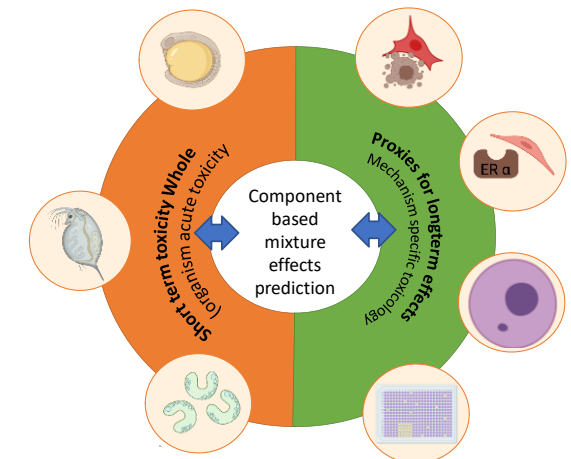 Short term toxicity Whole
(organism acute toxicity
Component
based
mixture
effects
prediction
Proxies for longterm effects
Mechanism specific toxicology
ER α